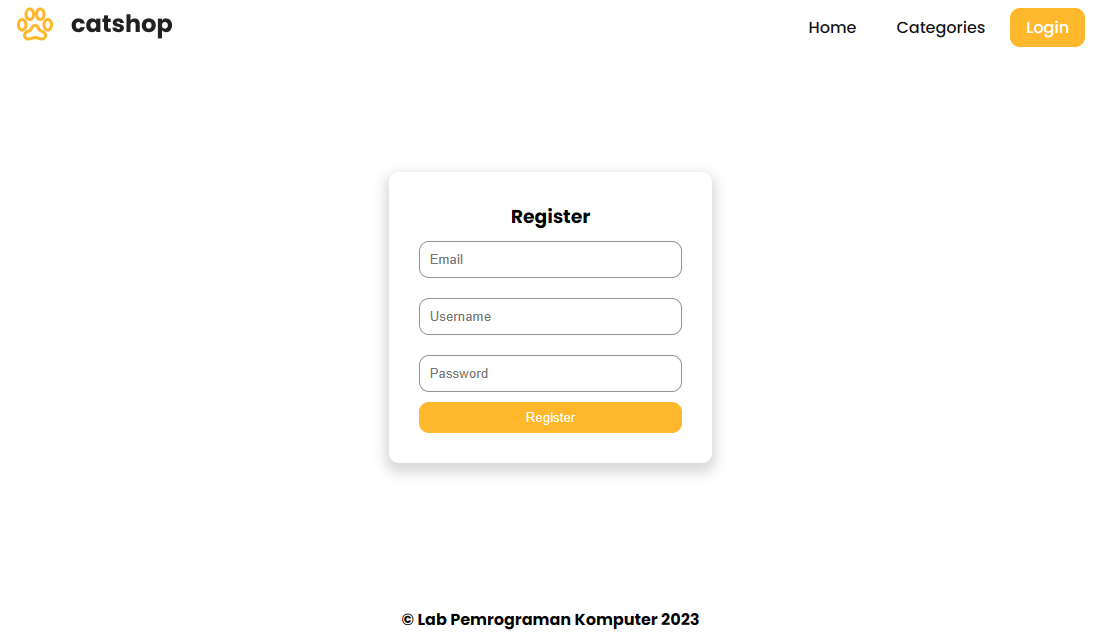 catshop
Home
Categories
Login
Register
Email
Username
Password
Register
© Lab Pemrograman Komputer 2023